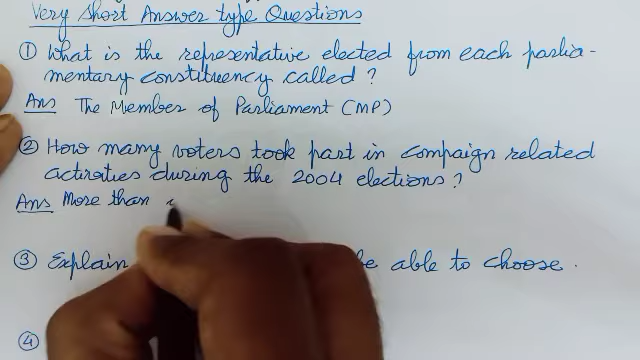 Very Short Answer type Questions
① What is the representative elected from each parlia-
mentary constituency called?
Ans The Member of Parliament (MP)
② How many voters took part in compaign related
activities during the 2004 elections?
Ans More than
③ Explain be able to choose.
④